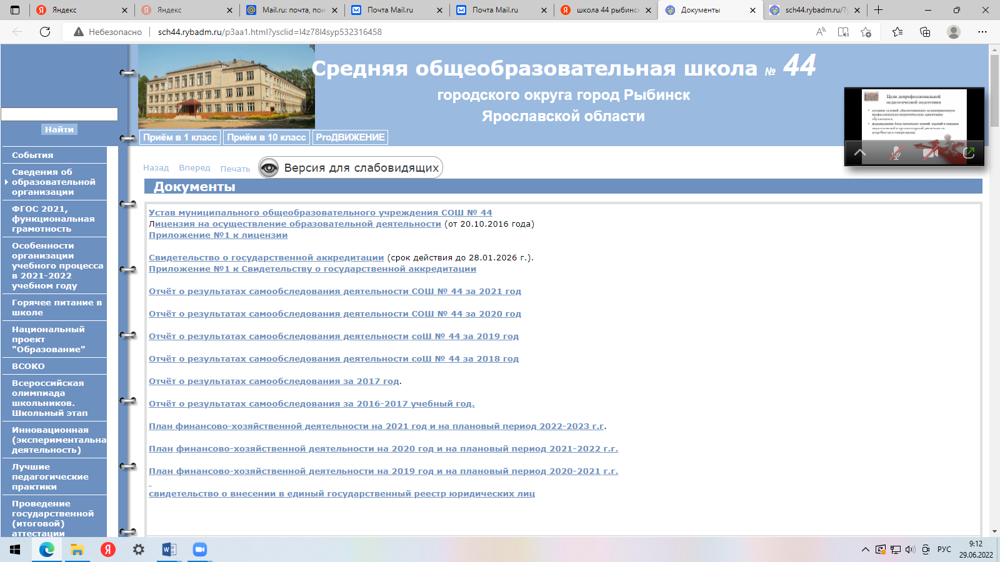 Яндекс
Яндекс
Mail.ru: почта, пои
Почта Mail.ru
Почта Mail.ru
школа 44 рыбинс
Документы
sch44.rybadm.ru/?y
Небезопасно
sch44.rybadm.ru/p3aa1.html?ysclid=l4z78l4syp532316458
Средняя общеобразовательная школа № 44
городского округа город Рыбинск
Ярославской области
Приём в 1 класс
Приём в 10 класс
ProДВИЖЕНИЕ
Цели допрофессиональной
педагогической подготовки
Найти
События
Сведения об
образовательной
организации
ФГОС 2021,
функциональная
грамотность
Особенности
организации
учебного процесса
в 2021-2022
учебном году
Горячее питание в
школе
Национальный
проект
"Образование"
ВСОКО
Всероссийская
олимпиада
школьников.
Школьный этап
Инновационная
(экспериментальна
деятельность)
Лучшие
педагогические
практики
Проведение
государственной
(итоговой)
аттестации
Назад
Вперед
Печать
Версия для слабовидящих
Документы
Устав муниципального общеобразовательного учреждения СОШ № 44
Лицензия на осуществление образовательной деятельности (от 20.10.2016 года)
Приложение №1 к лицензии
Свидетельство о государственной аккредитации (срок действия до 28.01.2026 г.).
Приложение №1 к Свидетельству о государственной аккредитации
Отчёт о результатах самообследования деятельности СОШ № 44 за 2021 год
Отчёт о результатах самообследования деятельности СОШ № 44 за 2020 год
Отчёт о результатах самообследования деятельности соШ № 44 за 2019 год
Отчёт о результатах самообследования деятельности соШ № 44 за 2018 год
Отчёт о результатах самообследования за 2017 год.
Отчёт о результатах самообследования за 2016-2017 учебный год.
План финансово-хозяйственной деятельности на 2021 год и на плановый период 2022-2023 г.г.
План финансово-хозяйственной деятельности на 2020 год и на плановый период 2021-2022 г.г.
План финансово-хозяйственной деятельности на 2019 год и на плановый период 2020-2021 г.г.
свидетельство о внесении в единый государственный реестр юридических лиц
РУС
9:12
29.06.2022